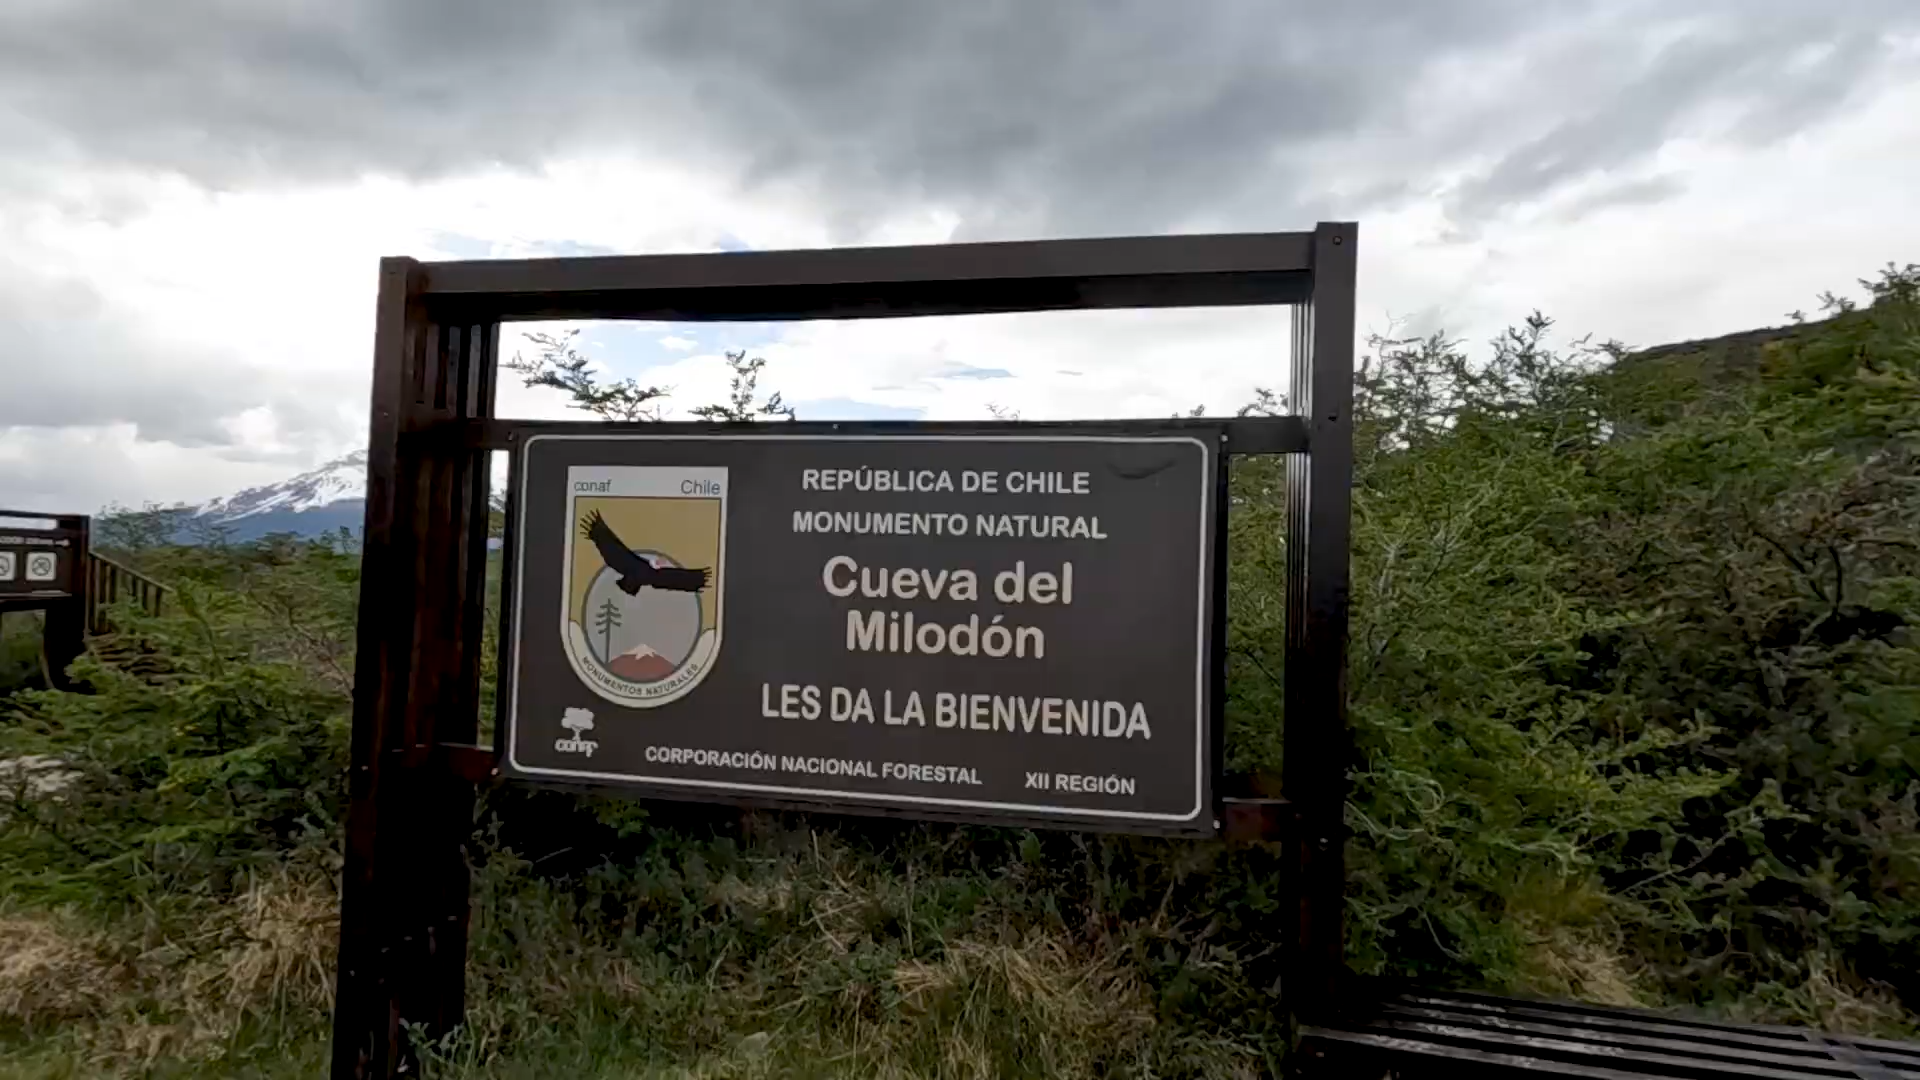 conaf Chile
MONUMENTOS NATURALES
conaf
REPÚBLICA DE CHILE
MONUMENTO NATURAL
Cueva del
Milodón
LES DA LA BIENVENIDA
CORPORACIÓN NACIONAL FORESTAL XII REGIÓN